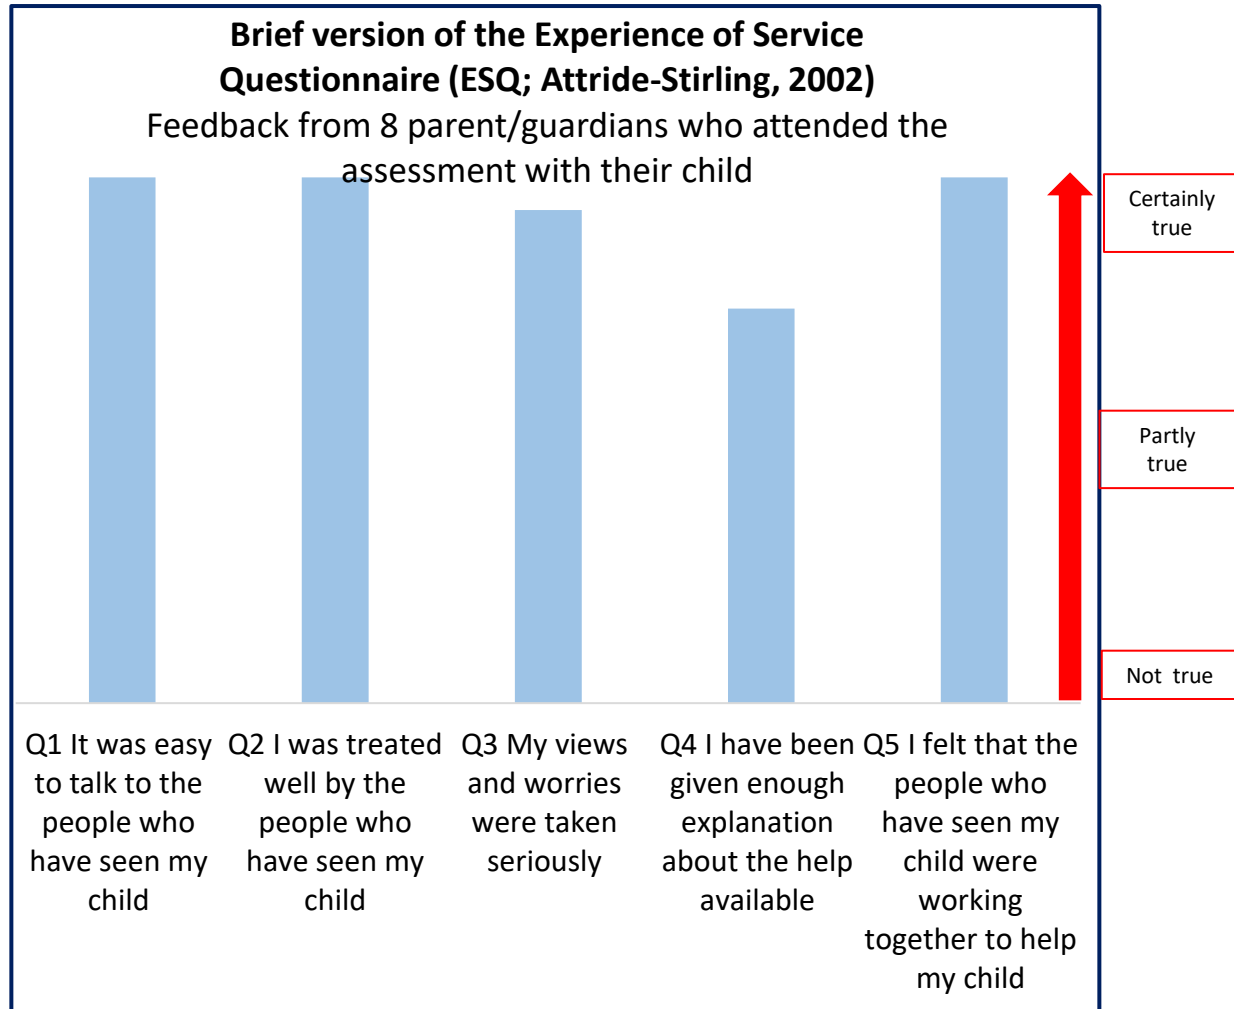 Brief version of the Experience of Service
Questionnaire (ESQ; Attride-Stirling, 2002)
Feedback from 8 parent/guardians who attended the
assessment with their child
Certainly
true
Partly
true
Not  true
Q1 It was easy
to talk to the
people who
have seen my
child
Q2 I was treated
well by the
people who
have seen my
child
Q3 My views
and worries
were taken
seriously
Q4 I have been
given enough
explanation
about the help
available
Q5 I felt that the
people who
have seen my
child were
working
together to help
my child